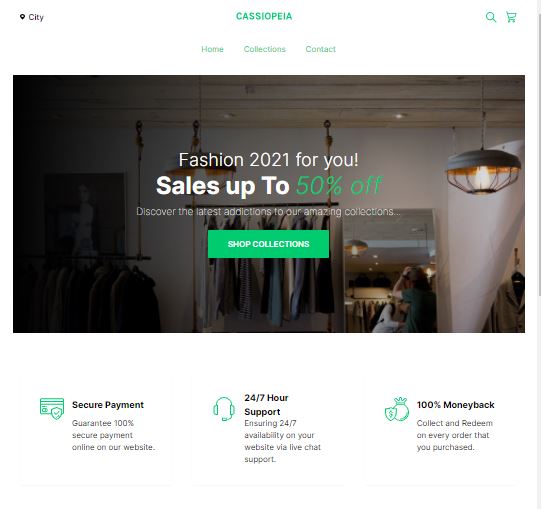 City
CASSIOPEIA
Home Collections Contact
Fashion 2021 for you!
Sales up To 50% off
Discover the latest addictions to our amazing collections...
SHOP COLLECTIONS
Secure Payment
Guarantee 100%
secure payment
online on our website.
24/7 Hour
Support
Ensuring 24/7
availability on your
website via live chat
support.
100% Moneyback
Collect and Redeem
on every order that
you purchased.